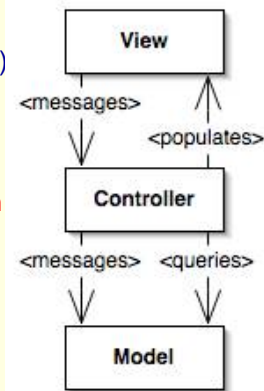 View
)
<messages>
<populates>
Controller
<messages> <queries>
Model